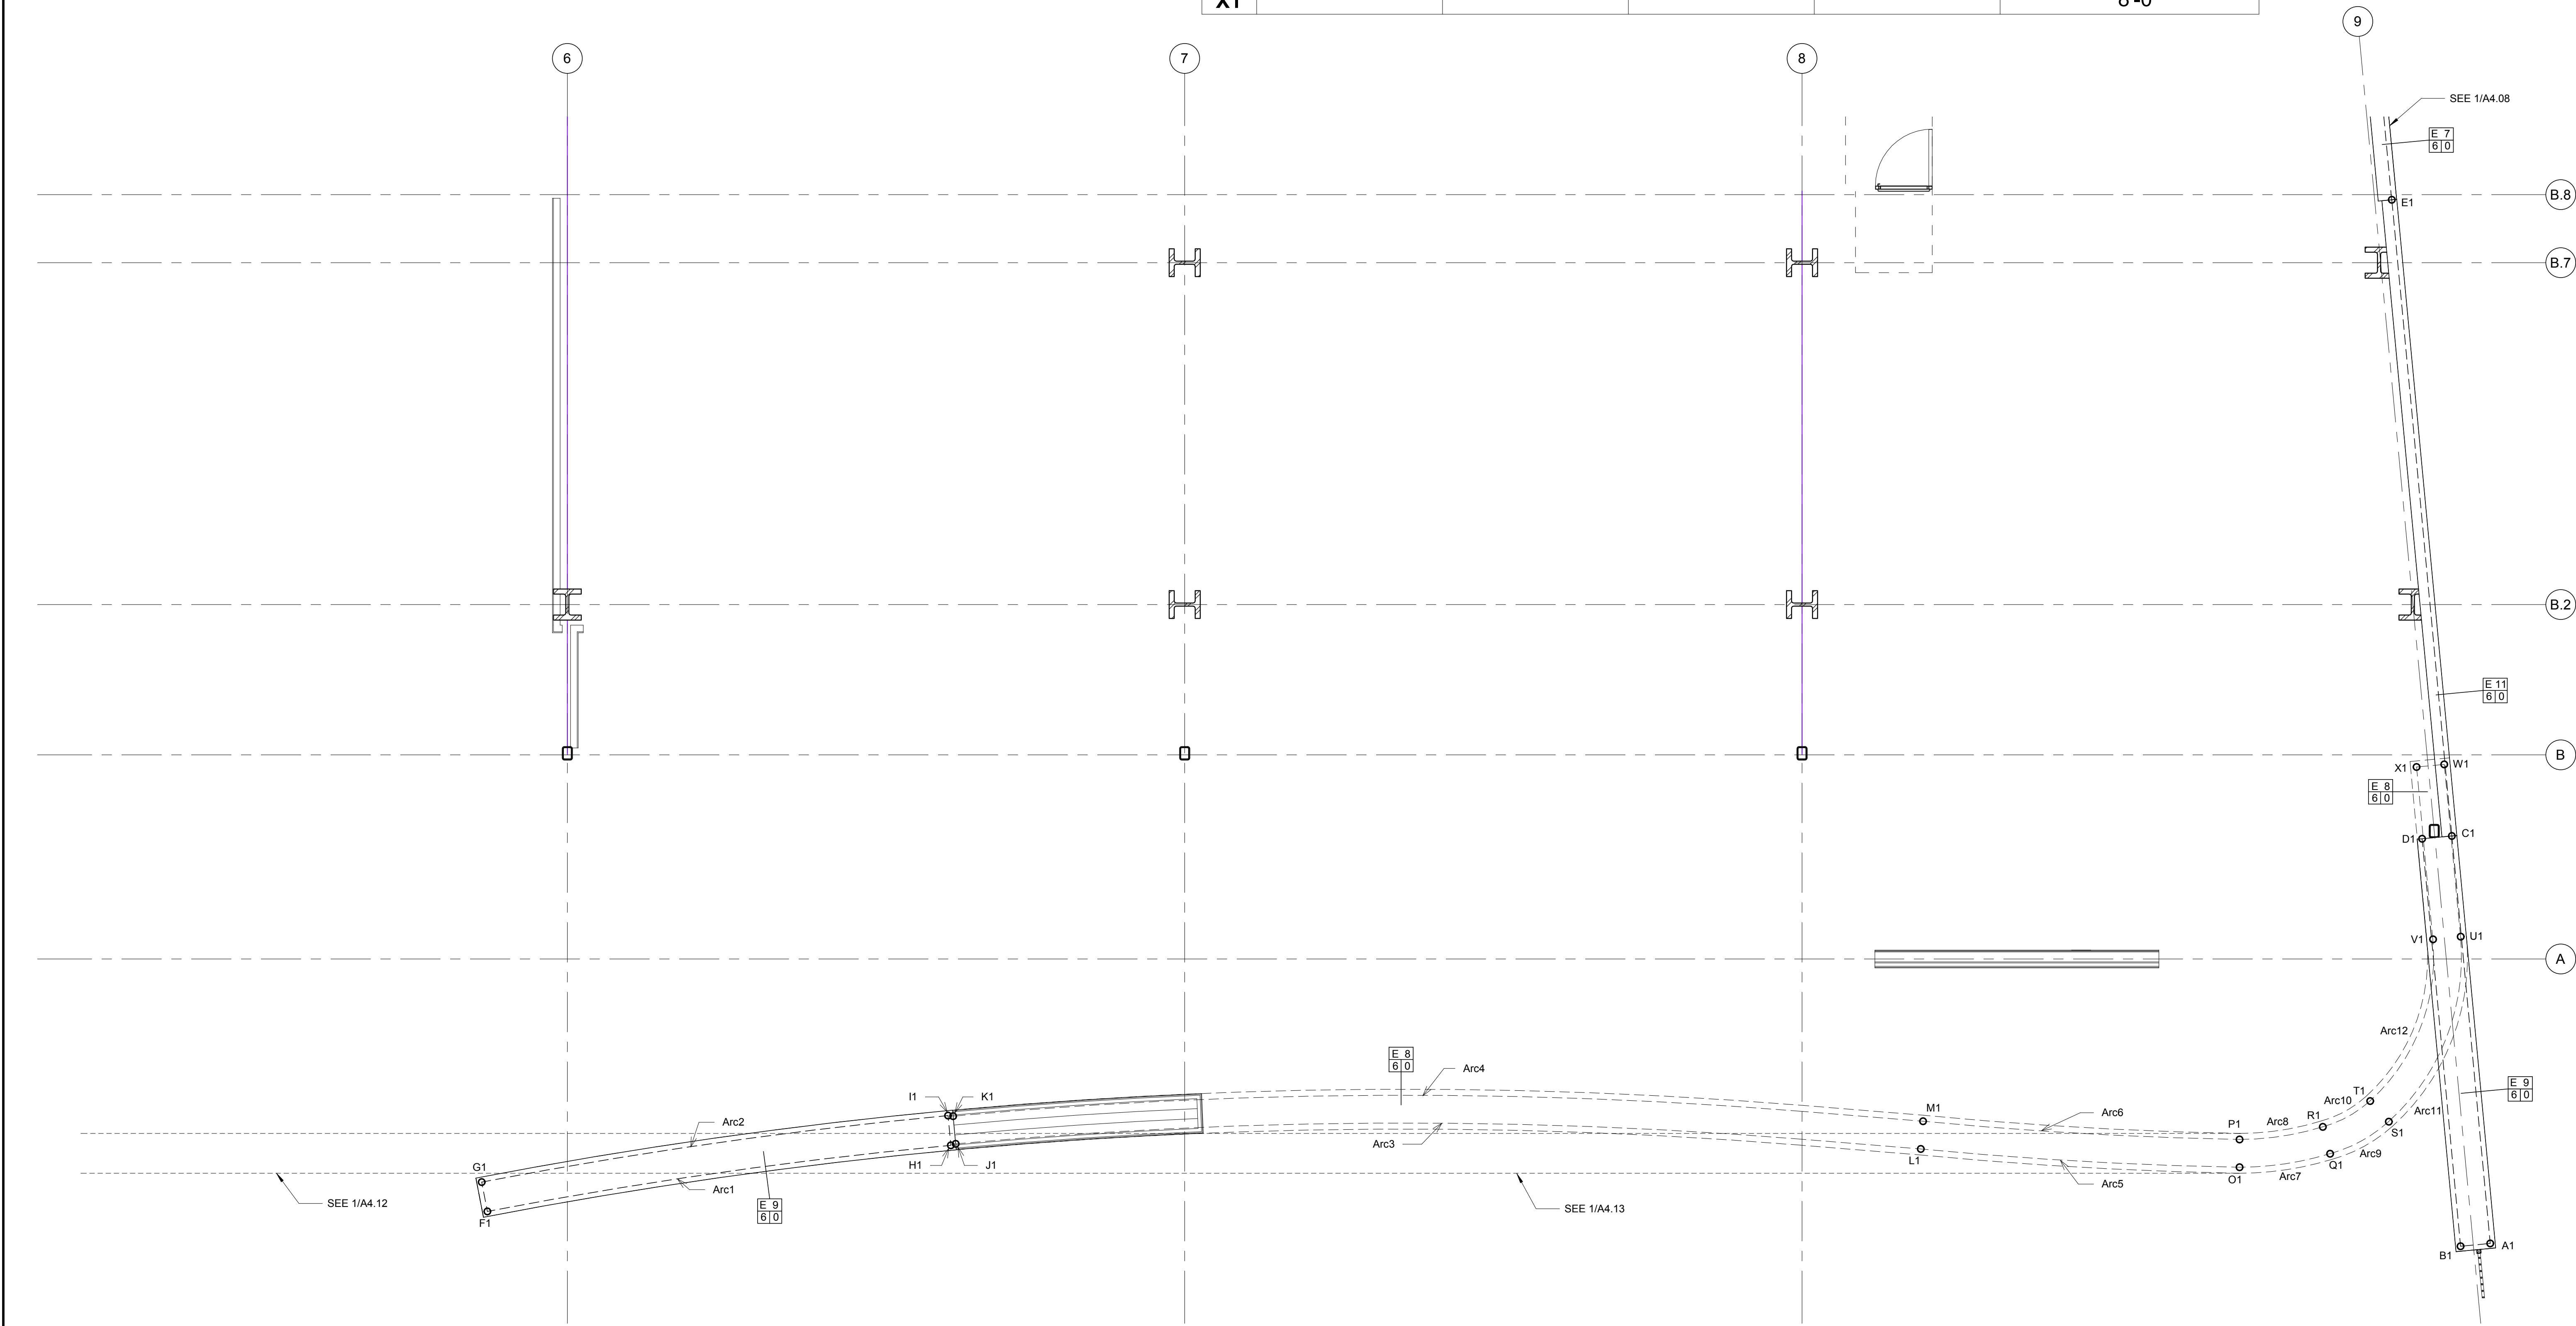 X1
6'-0
9
6
7
8
SEE 1/A4.08
E 7
6 0
B.8
E1
B.7
B.2
E 11
6 0
B
X1
W1
E 8
6 0
D1
C1
V1
U1
A
Arc12
E 8
6 0
Arc4
I1
K1
T1
Arc10
E 9
6 0
M1
Arc6
R1
Arc8
Arc11
Arc2
P1
S1
Arc3
Q1
Arc9
G1
H1
J1
L1
O1
Arc7
Arc5
Arc1
SEE 1/A4.12
E 9
6 0
SEE 1/A4.13
F1
B1
A1